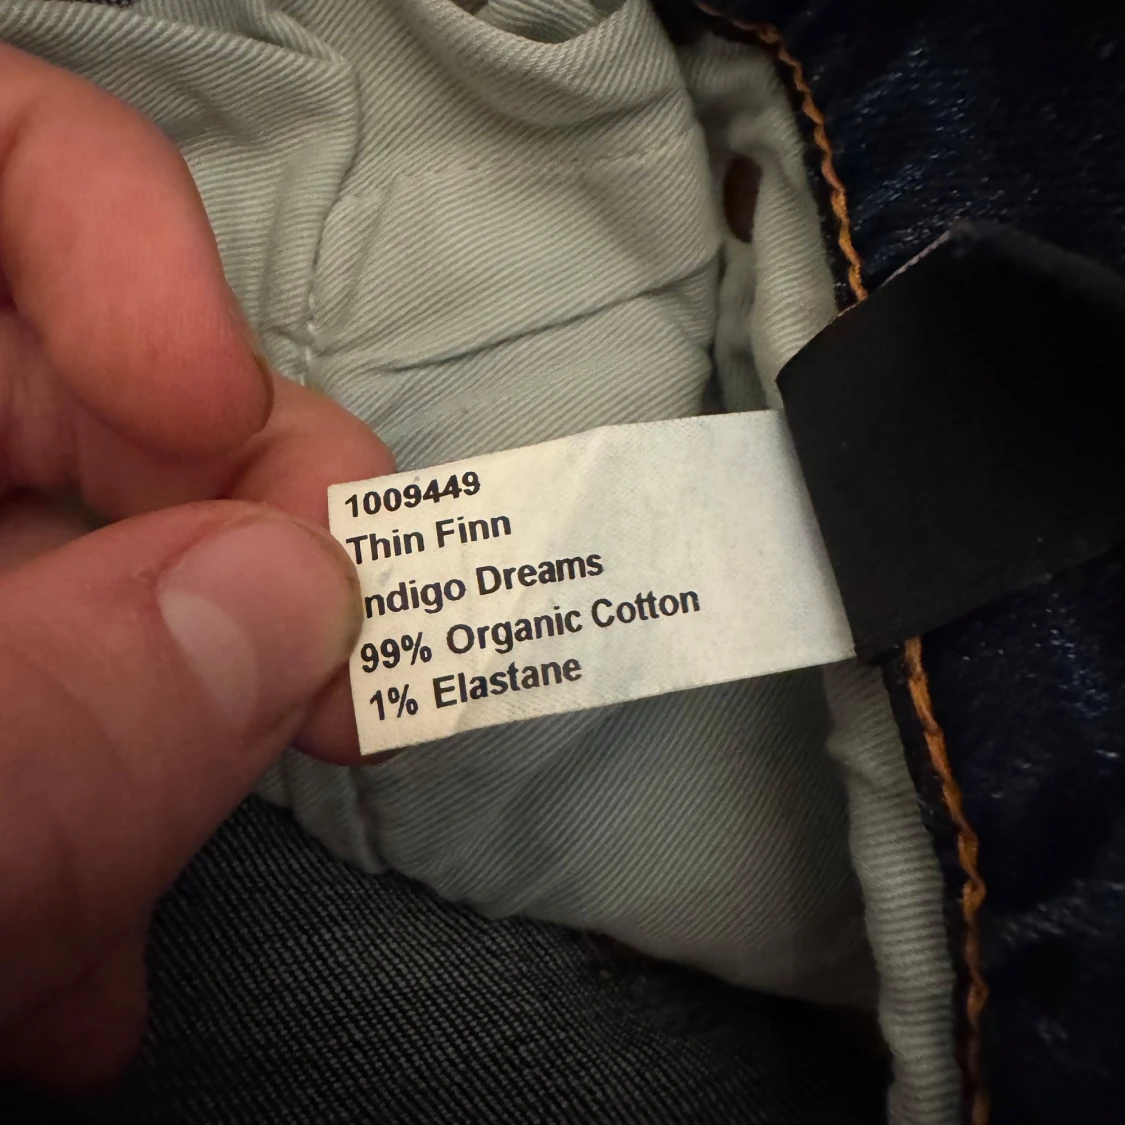 1009449
Thin Finn
ndigo Dreams
99% Organic Cotton
1% Elastane